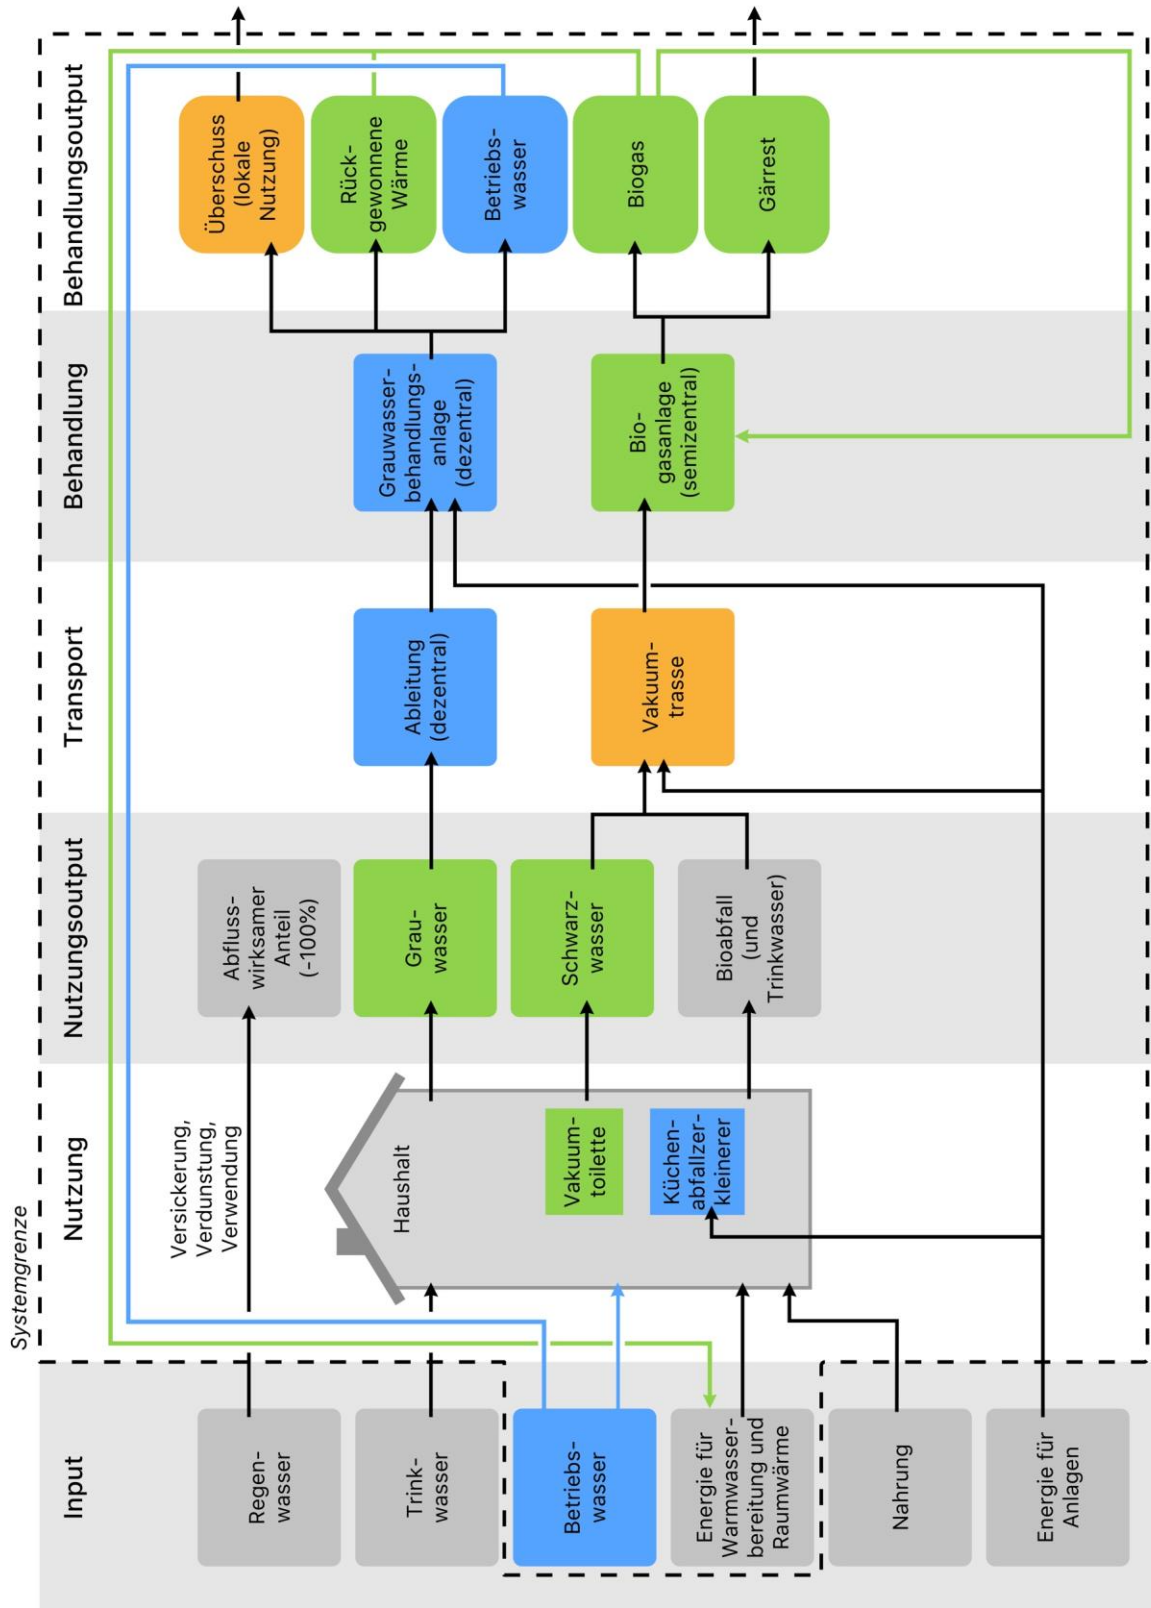 Systemgrenze
Input
Nutzung
Nutzungsoutput
Transport
Behandlung
Behandlungsoutput
Regen-
wasser
Trink-
wasser
Betriebs-
wasser
Energie für
Warmwasser-
bereitung und
Raumwärme
Nahrung
Energie für
Anlagen
Versickerung,
Verdunstung,
Verwendung
Haushalt
Vakuum-
toilette
Küchen-
abfallzer-
kleinerer
Abfluss-
wirksamer
Anteil
(-100%)
Grau-
wasser
Schwarz-
wasser
Bioabfall
(und
Trinkwasser)
Ableitung
(dezentral)
Vakuum-
trasse
Grauwasser-
behandlungs-
anlage
(dezentral)
Bio-
gasanlage
(semizentral)
Überschuss
(lokale
Nutzung)
Rück-
gewonnene
Wärme
Betriebs-
wasser
Biogas
Gärrest